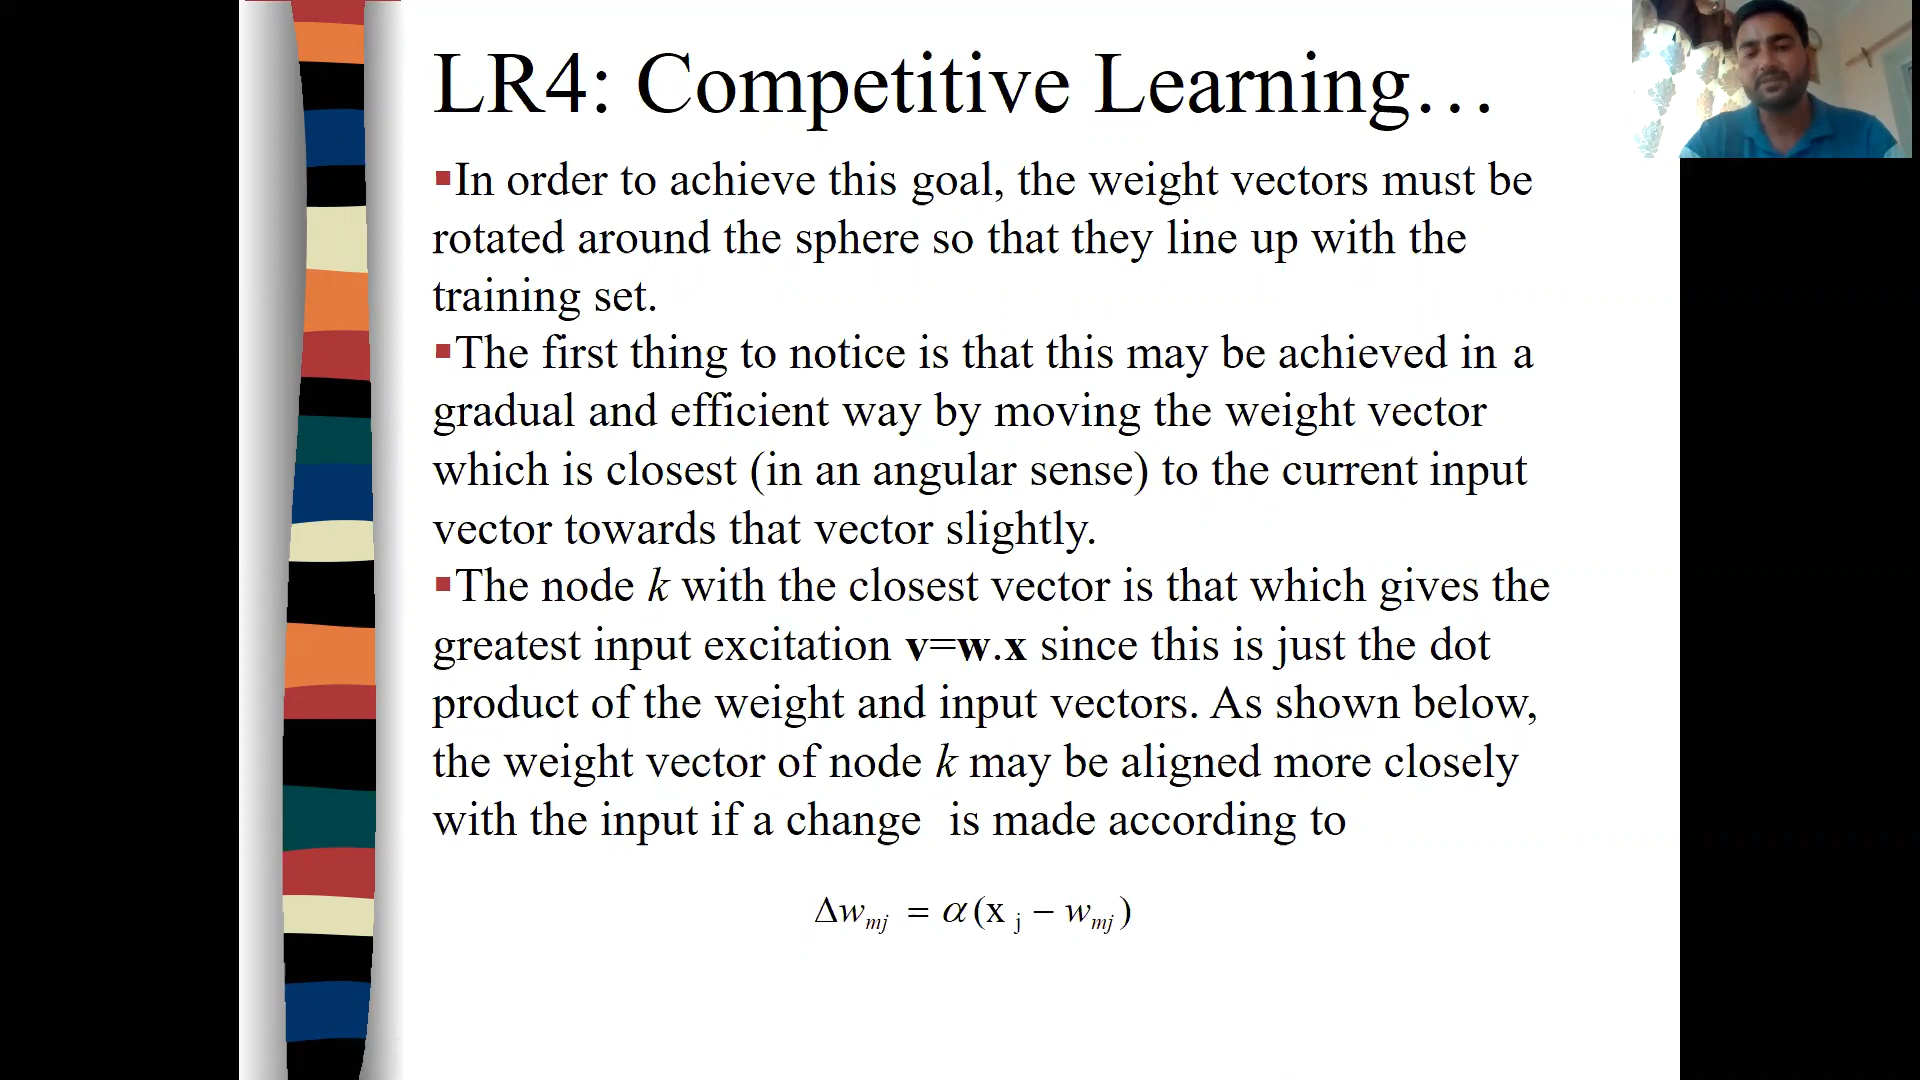 LR4: Competitive Learning…
▪In order to achieve this goal, the weight vectors must be
rotated around the sphere so that they line up with the
training set.
▪The first thing to notice is that this may be achieved in a
gradual and efficient way by moving the weight vector
which is closest (in an angular sense) to the current input
vector towards that vector slightly.
▪The node k with the closest vector is that which gives the
greatest input excitation v=w.x since this is just the dot
product of the weight and input vectors. As shown below,
the weight vector of node k may be aligned more closely
with the input if a change is made according to
Δw_mj = α(x_j − w_mj)